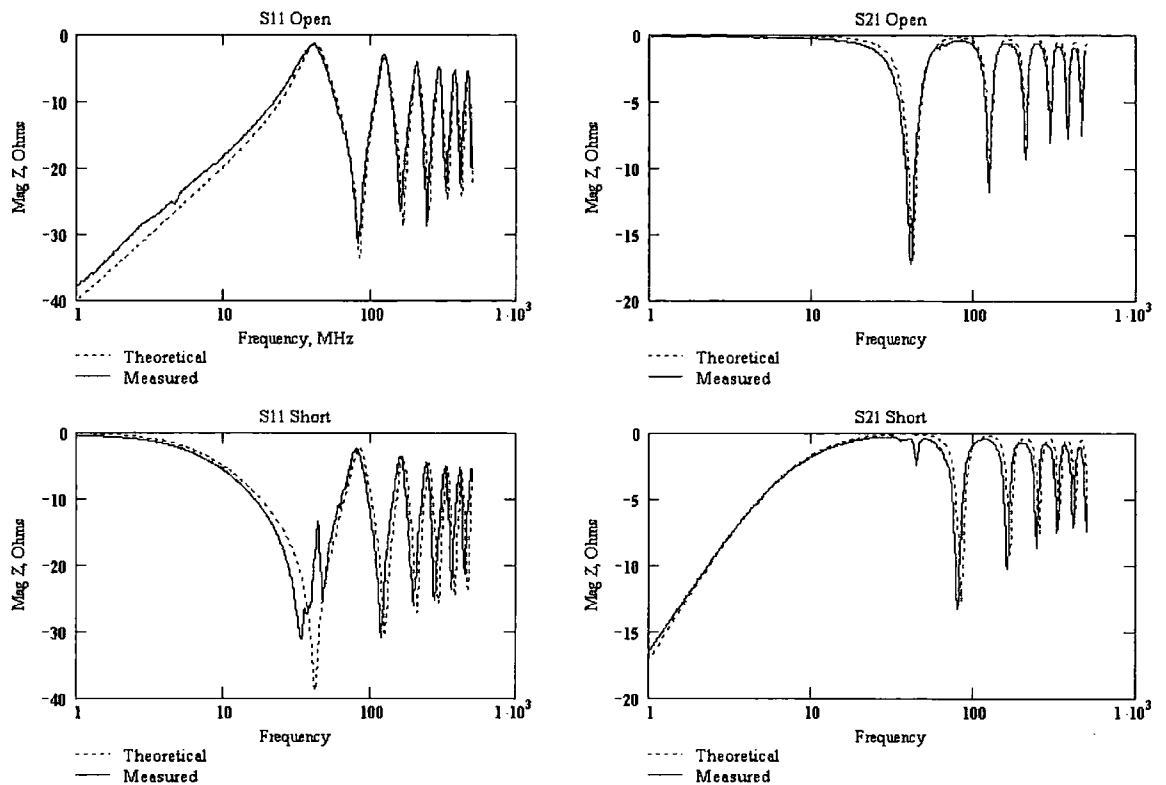 S11 Open
0
−10
−20
−30
−40
Mag Z, Ohms
1
10
100
1·10³
Frequency, MHz
Theoretical
Measured
S21 Open
0
−5
−10
−15
−20
Mag Z, Ohms
1
10
100
1·10³
Frequency
Theoretical
Measured
S11 Short
0
−10
−20
−30
−40
Mag Z, Ohms
1
10
100
1·10³
Frequency
Theoretical
Measured
S21 Short
0
−5
−10
−15
−20
Mag Z, Ohms
1
10
100
1·10³
Frequency
Theoretical
Measured